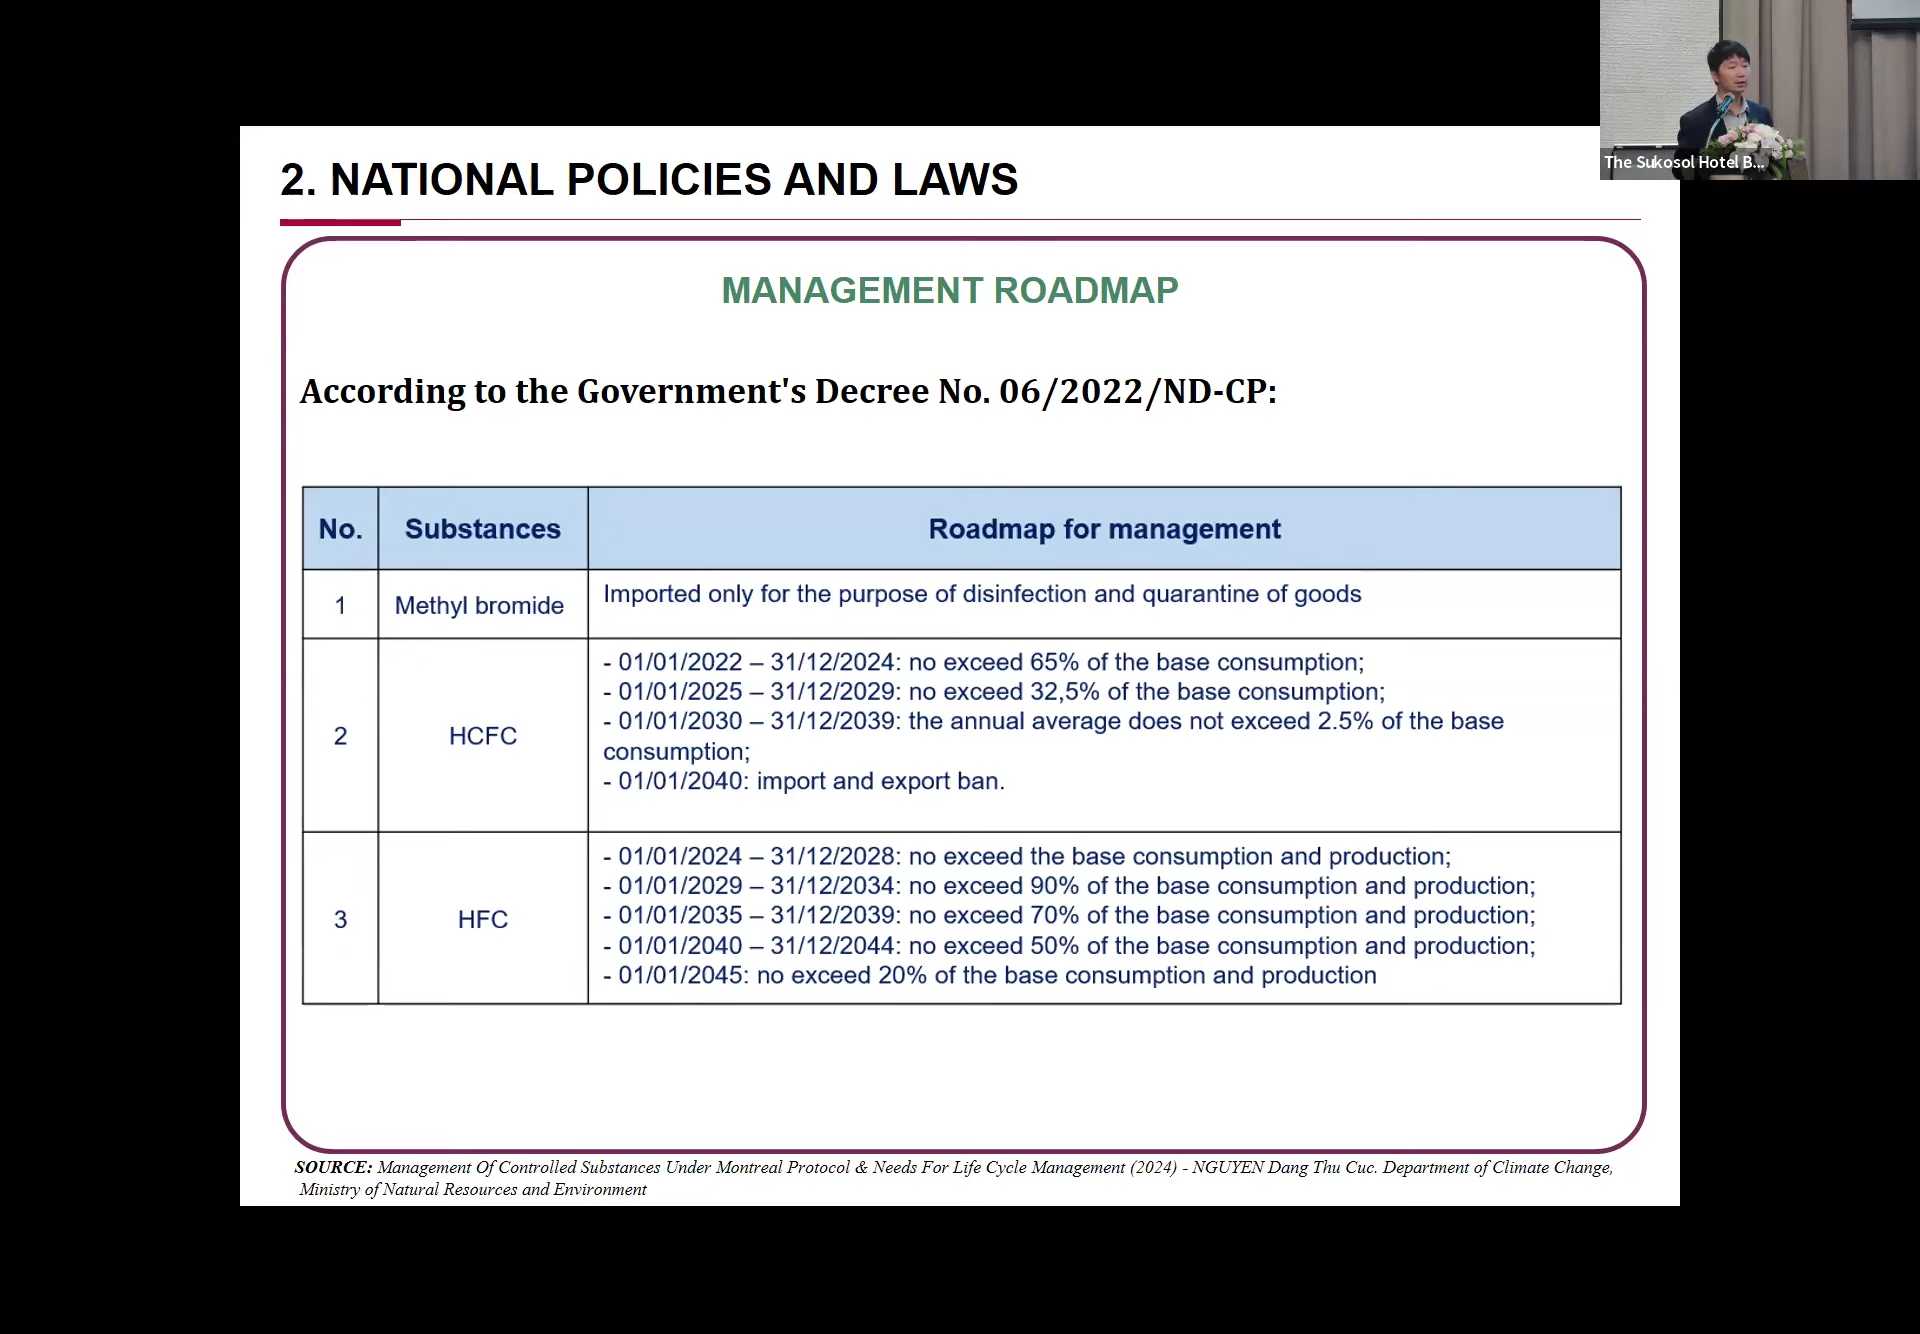 The Sukosol Hotel B...
2. NATIONAL POLICIES AND LAWS
MANAGEMENT ROADMAP
According to the Government's Decree No. 06/2022/ND-CP:
No. Substances Roadmap for management
1 Methyl bromide Imported only for the purpose of disinfection and quarantine of goods
2 HCFC
- 01/01/2022 – 31/12/2024: no exceed 65% of the base consumption;
- 01/01/2025 – 31/12/2029: no exceed 32,5% of the base consumption;
- 01/01/2030 – 31/12/2039: the annual average does not exceed 2.5% of the base
consumption;
- 01/01/2040: import and export ban.
3 HFC
- 01/01/2024 – 31/12/2028: no exceed the base consumption and production;
- 01/01/2029 – 31/12/2034: no exceed 90% of the base consumption and production;
- 01/01/2035 – 31/12/2039: no exceed 70% of the base consumption and production;
- 01/01/2040 – 31/12/2044: no exceed 50% of the base consumption and production;
- 01/01/2045: no exceed 20% of the base consumption and production
SOURCE: Management Of Controlled Substances Under Montreal Protocol & Needs For Life Cycle Management (2024) - NGUYEN Dang Thu Cuc. Department of Climate Change,
Ministry of Natural Resources and Environment